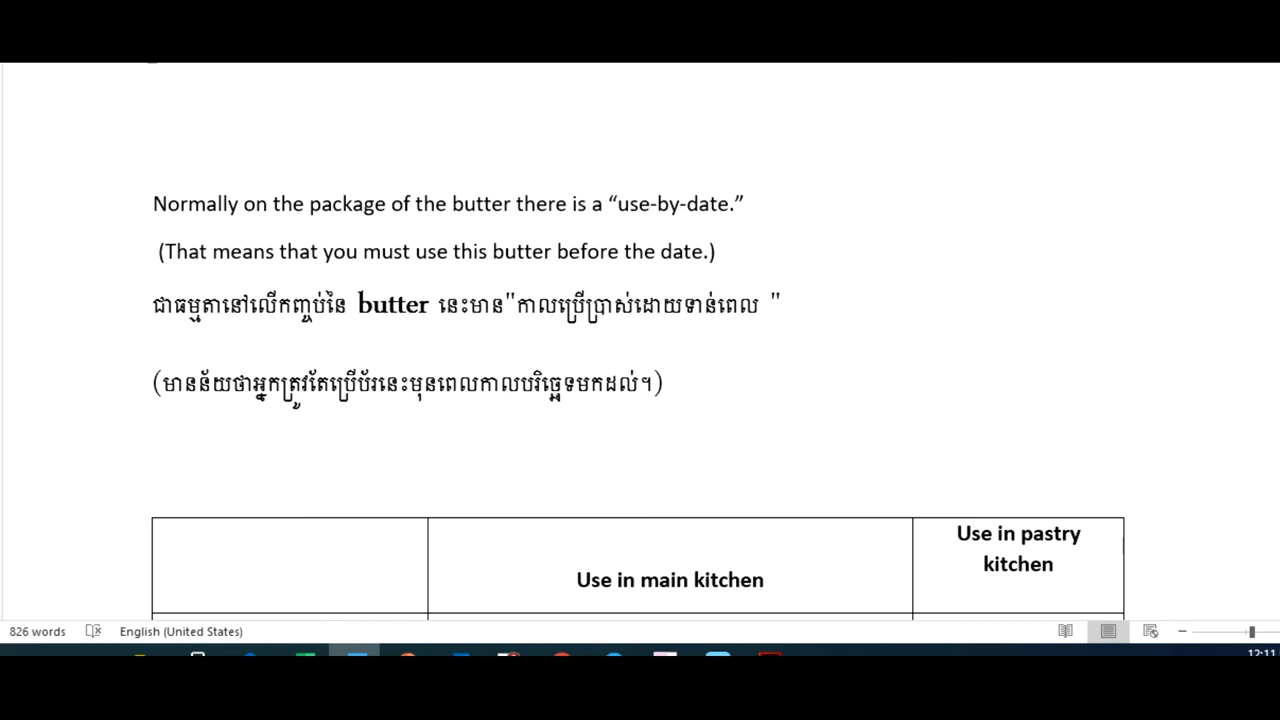 Normally on the package of the butter there is a “use-by-date.”
(That means that you must use this butter before the date.)
ជាធម្មតានៅលើកញ្ចប់នៃ butter នេះមាន"កាលប្រើប្រាស់ដោយទាន់ពេល "
(មានន័យថាអ្នកត្រូវតែប្រើប័រនេះមុនពេលកាលបរិច្ឆេទមកដល់។)
Use in pastry
kitchen
Use in main kitchen
826 words English (United States)
12:11